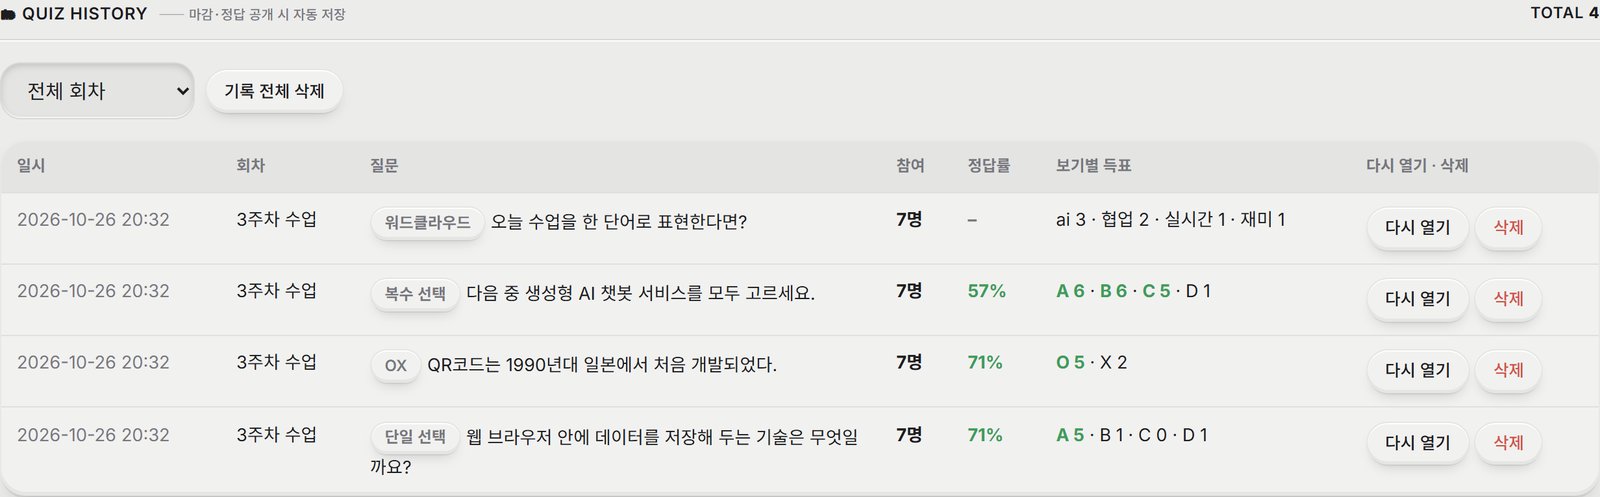 QUIZ HISTORY — 마감·정답 공개 시 자동 저장 TOTAL 4
전체 회차 기록 전체 삭제
일시 회차 질문 참여 정답률 보기별 득표 다시 열기 · 삭제
2026-10-26 20:32 3주차 수업 워드클라우드 오늘 수업을 한 단어로 표현한다면? 7명 – ai 3 · 협업 2 · 실시간 1 · 재미 1 다시 열기 삭제
2026-10-26 20:32 3주차 수업 복수 선택 다음 중 생성형 AI 챗봇 서비스를 모두 고르세요. 7명 57% A 6 · B 6 · C 5 · D 1 다시 열기 삭제
2026-10-26 20:32 3주차 수업 OX QR코드는 1990년대 일본에서 처음 개발되었다. 7명 71% O 5 · X 2 다시 열기 삭제
2026-10-26 20:32 3주차 수업 단일 선택 웹 브라우저 안에 데이터를 저장해 두는 기술은 무엇일 7명 71% A 5 · B 1 · C 0 · D 1 다시 열기 삭제
까요?